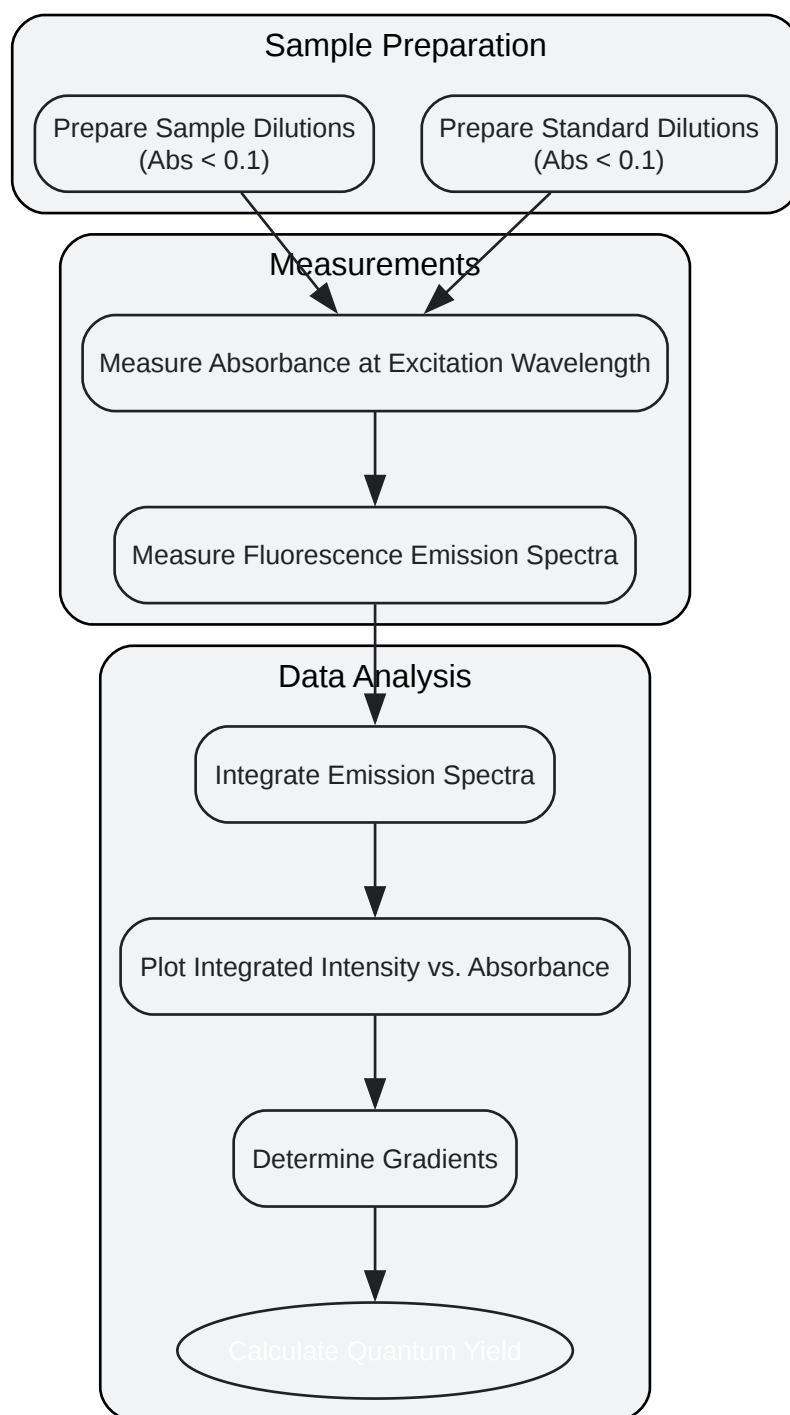 Sample Preparation
Prepare Sample Dilutions
(Abs < 0.1)
Prepare Standard Dilutions
(Abs < 0.1)
Measurements
Measure Absorbance at Excitation Wavelength
Measure Fluorescence Emission Spectra
Data Analysis
Integrate Emission Spectra
Plot Integrated Intensity vs. Absorbance
Determine Gradients
Calculate Quantum Yield